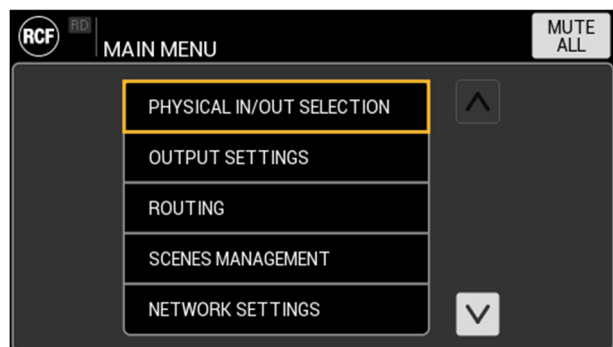 RCF
RD
MAIN MENU
MUTE
ALL
PHYSICAL IN/OUT SELECTION
OUTPUT SETTINGS
ROUTING
SCENES MANAGEMENT
NETWORK SETTINGS